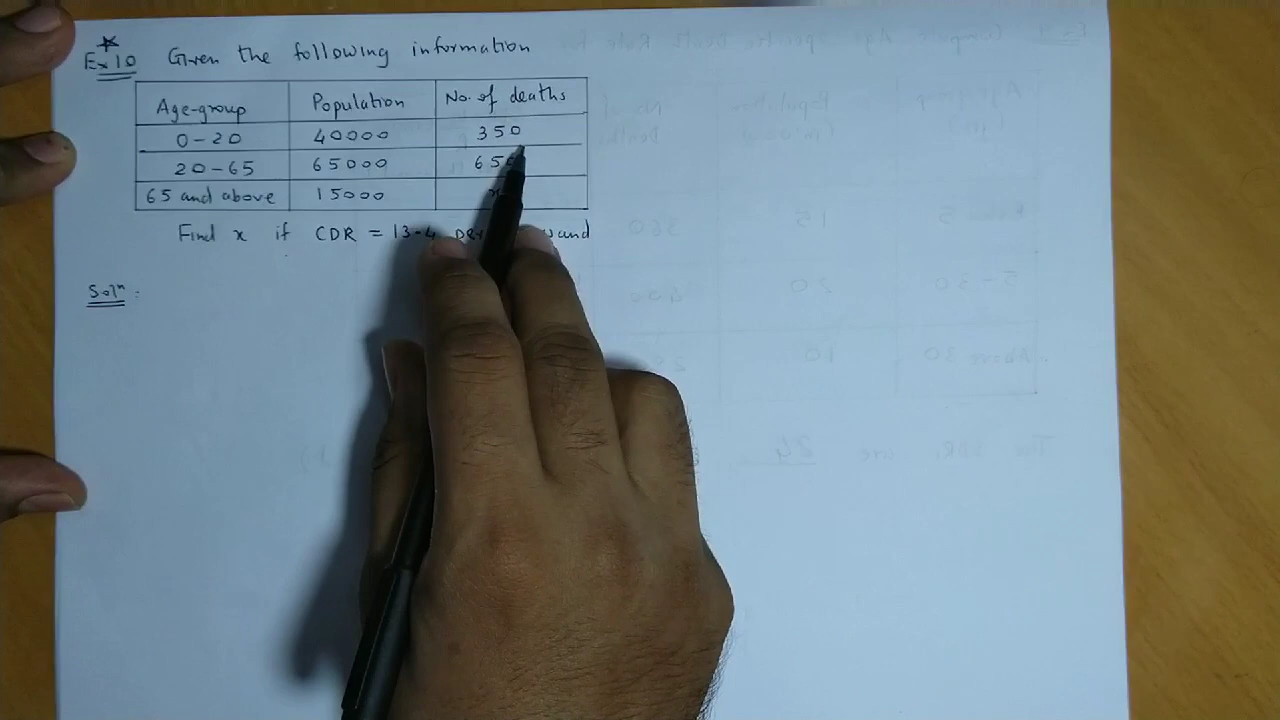 Ex 10 Given the following information
Age-group Population No. of deaths
0-20 40000 350
20-65 65000
65 and above 15000
Find x if CDR = 13.4
Soln :